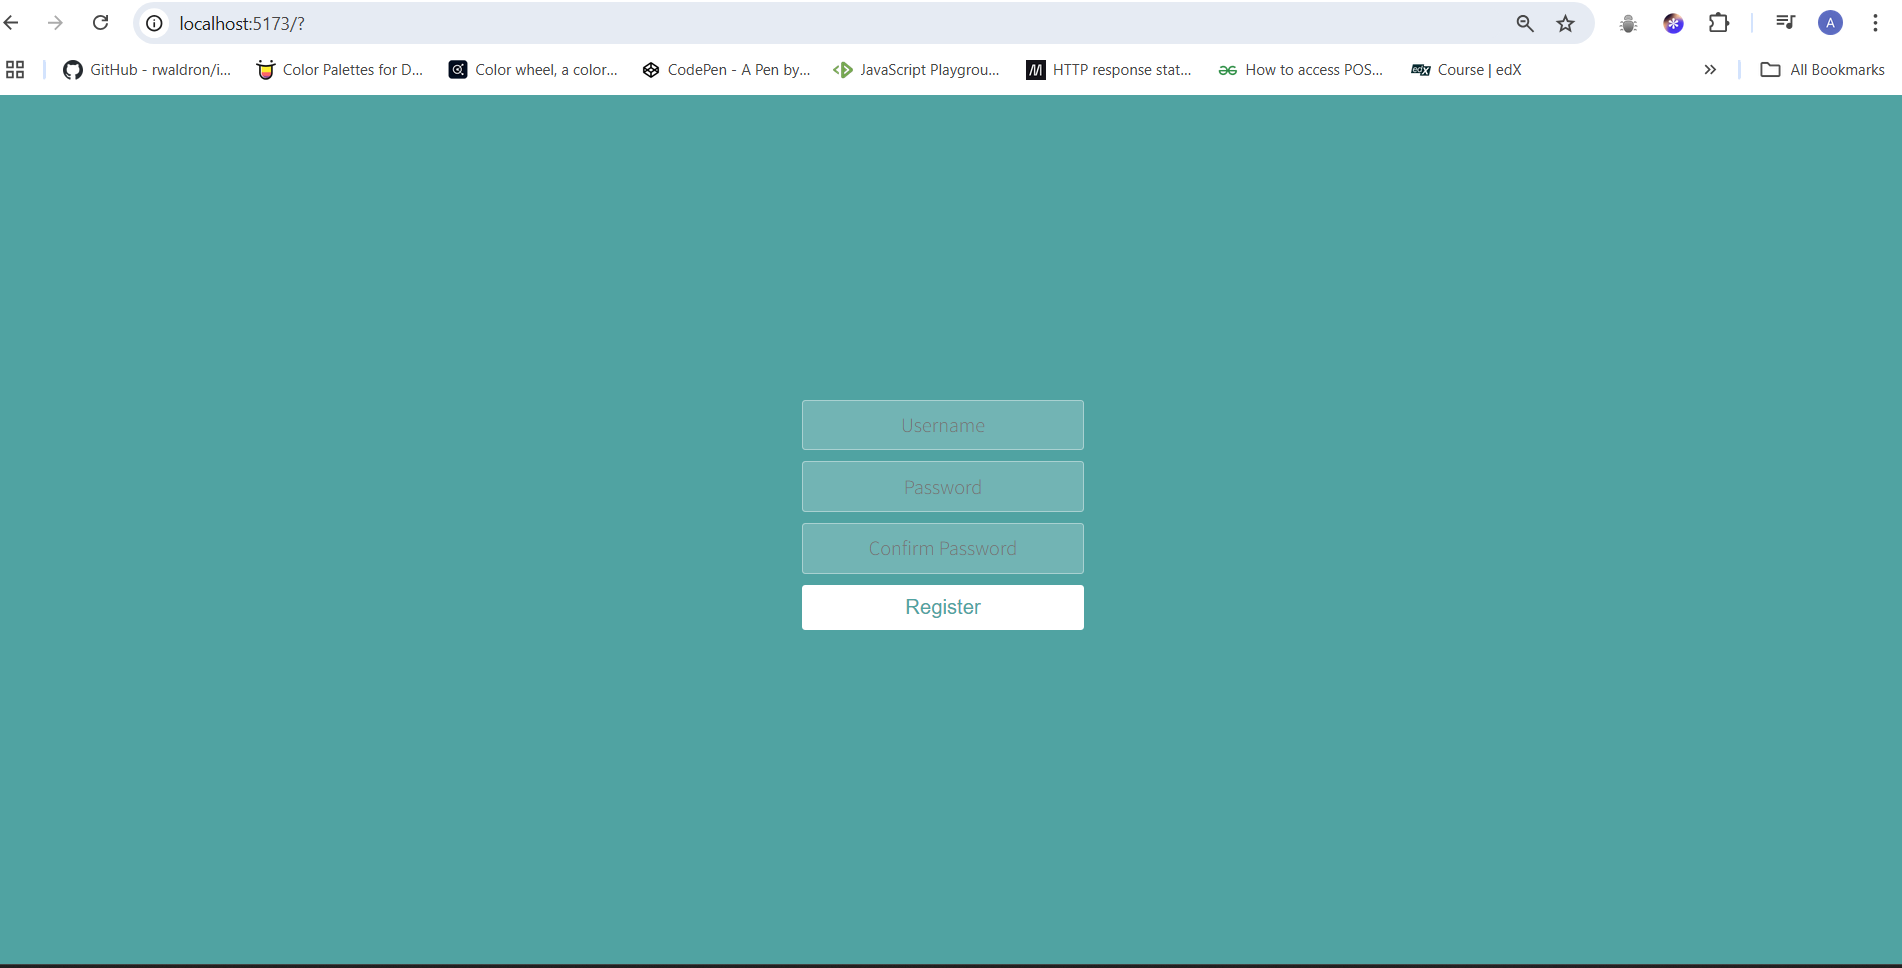 localhost:5173/?
A
GitHub - rwaldron/i...
Color Palettes for D...
Color wheel, a color...
CodePen - A Pen by...
JavaScript Playgrou...
HTTP response stat...
How to access POS...
Course | edX
All Bookmarks
Username
Password
Confirm Password
Register